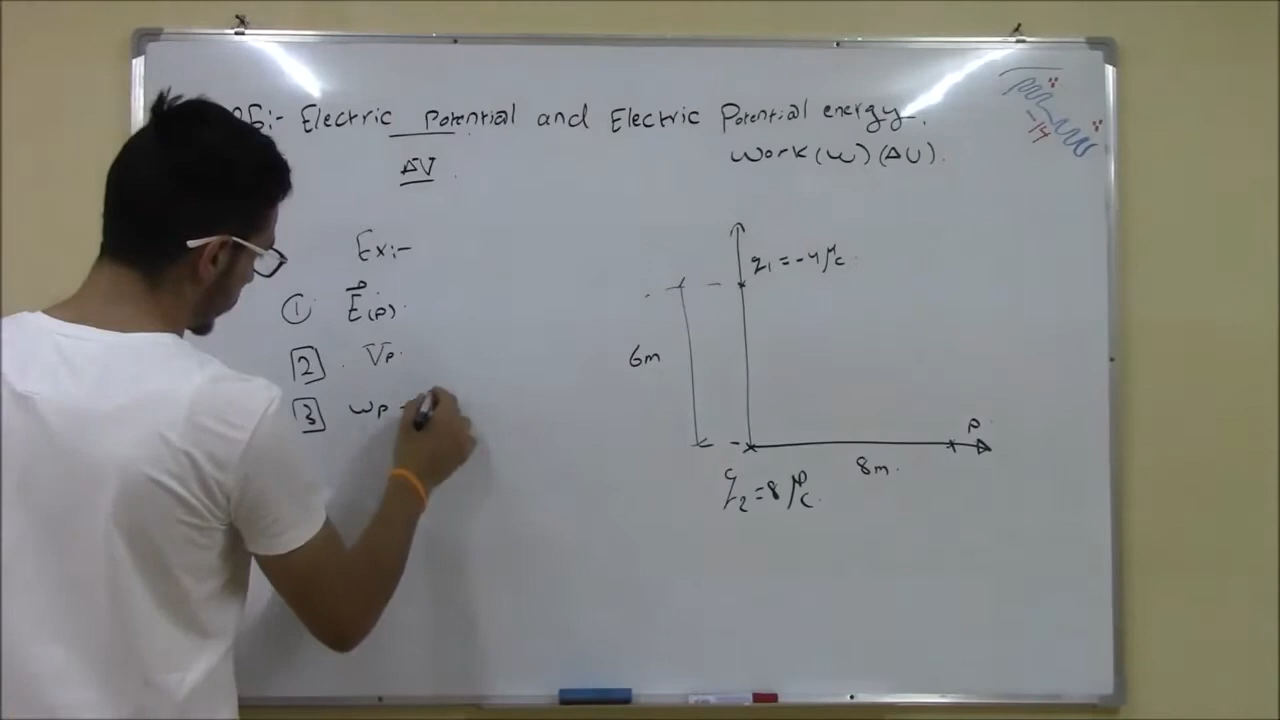 Electric Potential and Electric Potential energy.
ΔV
Work(W)(ΔU).
Ex:-
① E⃗(P).
2 . VP.
3 WP -
q1 = -4 μC
6m
P
8m.
q2 = 8 μC.
-14